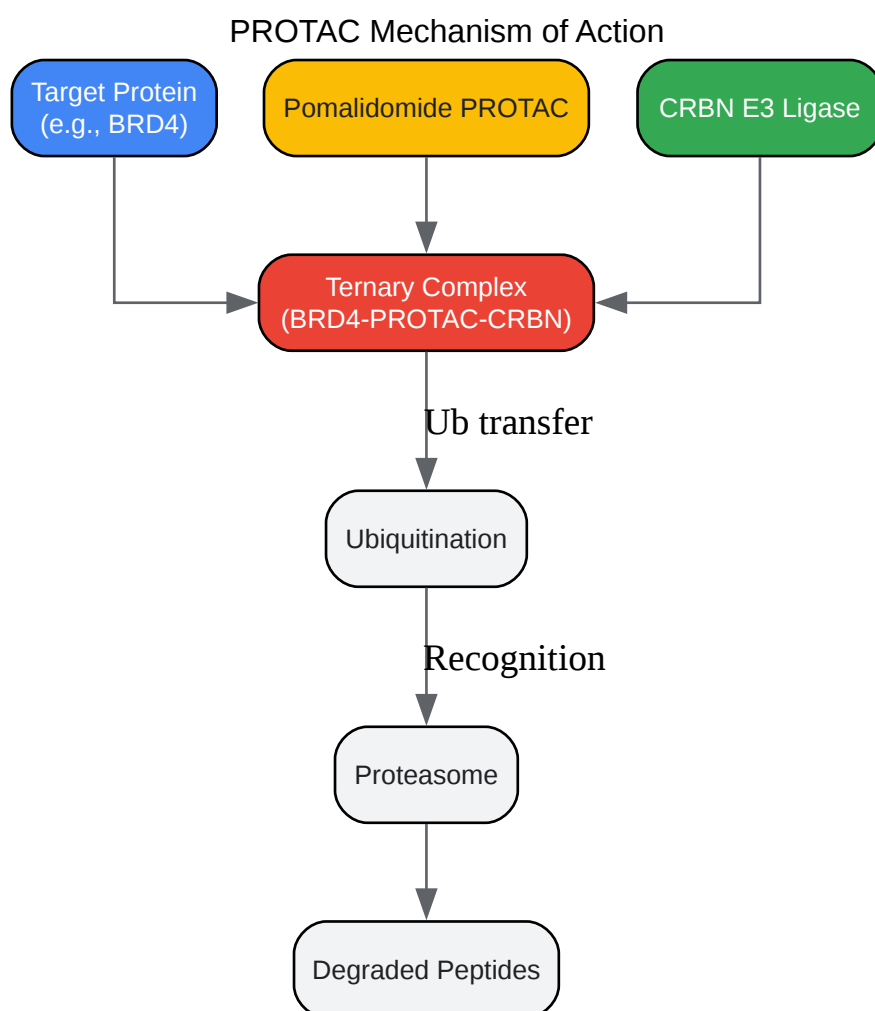 PROTAC Mechanism of Action
Target Protein
(e.g., BRD4)
Pomalidomide PROTAC
CRBN E3 Ligase
Ternary Complex
(BRD4-PROTAC-CRBN)
Ub transfer
Ubiquitination
Recognition
Proteasome
Degraded Peptides